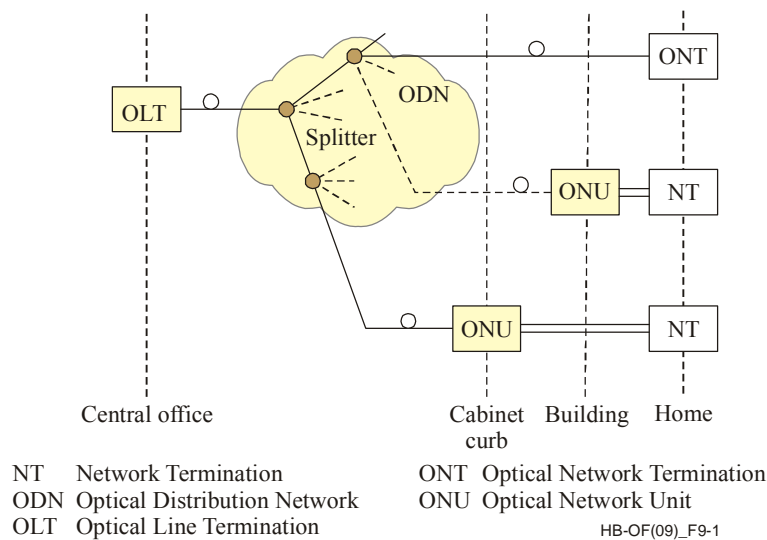 ONT
ODN
OLT
Splitter
ONU
NT
ONU
NT
Central office
Cabinet
curb
Building
Home
NT Network Termination
ODN Optical Distribution Network
OLT Optical Line Termination
ONT Optical Network Termination
ONU Optical Network Unit
HB-OF(09)_F9-1